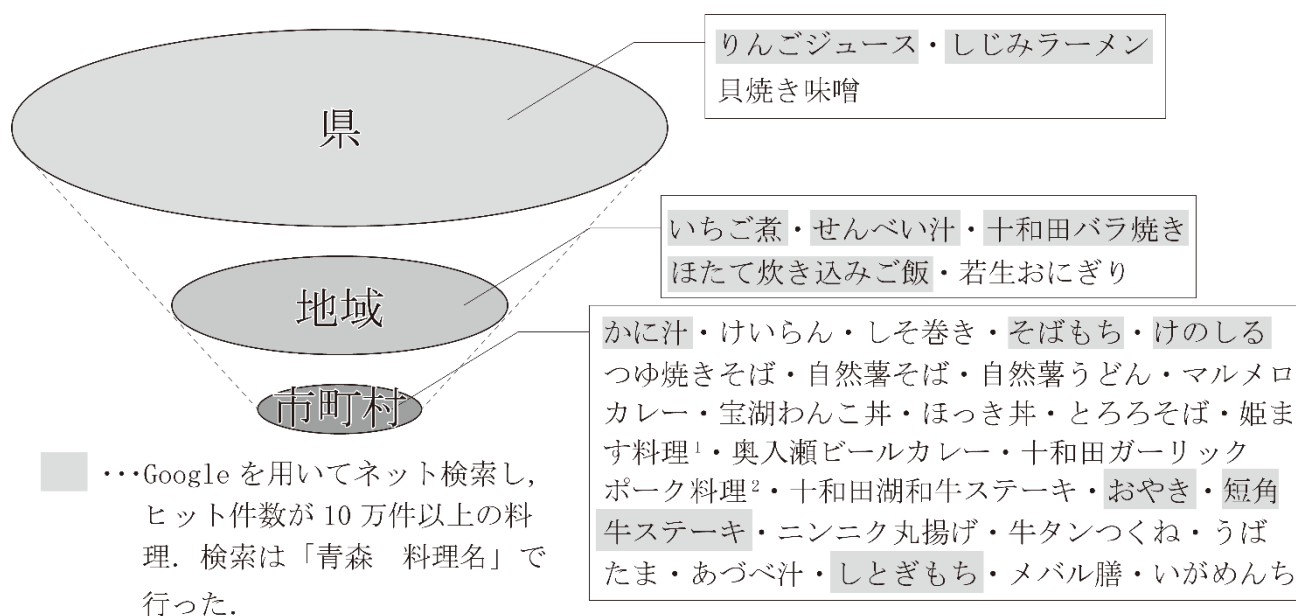 県
りんごジュース・しじみラーメン
貝焼き味噌
地域
いちご煮・せんべい汁・十和田バラ焼き
ほたて炊き込みご飯・若生おにぎり
市町村
かに汁・けいらん・しそ巻き・そばもち・けのしる
つゆ焼きそば・自然薯そば・自然薯うどん・マルメロ
カレー・宝湖わんこ丼・ほっき丼・とろろそば・姫ま
す料理¹・奥入瀬ビールカレー・十和田ガーリック
ポーク料理²・十和田湖和牛ステーキ・おやき・短角
牛ステーキ・ニンニク丸揚げ・牛タンつくね・うば
たま・あづべ汁・しとぎもち・メバル膳・いがめんち
・・・Googleを用いてネット検索し,
ヒット件数が10万件以上の料
理. 検索は「青森　料理名」で
行った.